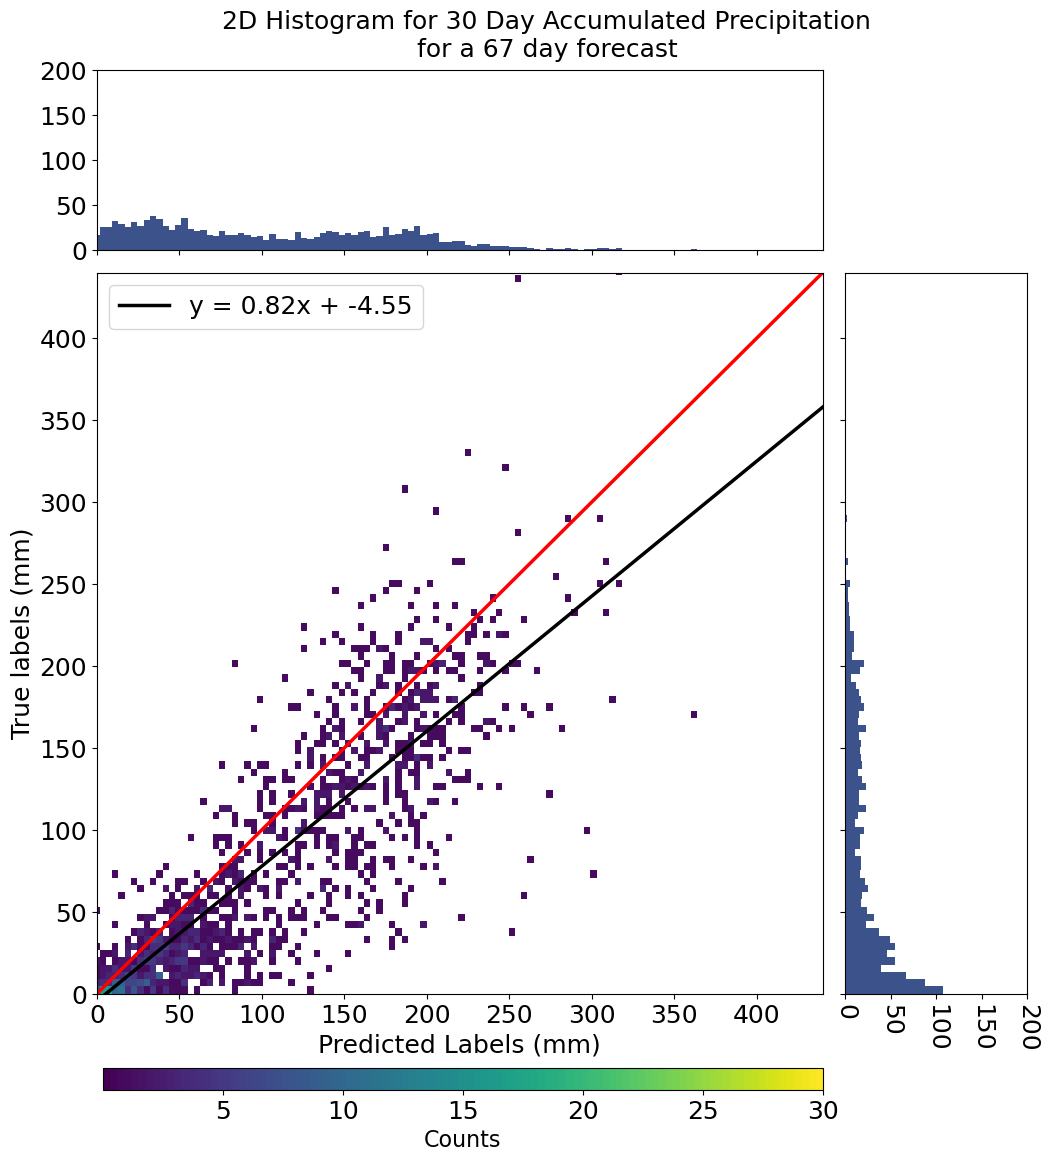 2D Histogram for 30 Day Accumulated Precipitation
for a 67 day forecast
200
150
100
50
0
y = 0.82x + -4.55
400
350
300
250
200
150
100
50
0
True labels (mm)
0 50 100 150 200 250 300 350 400
Predicted Labels (mm)
0 50 100 150 200
5 10 15 20 25 30
Counts